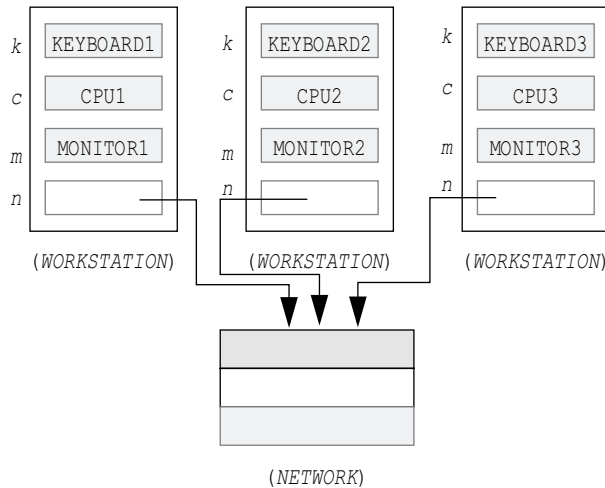 k KEYBOARD1 k KEYBOARD2 k KEYBOARD3
c CPU1 c CPU2 c CPU3
m MONITOR1 m MONITOR2 m MONITOR3
n n n
(WORKSTATION) (WORKSTATION) (WORKSTATION)
(NETWORK)